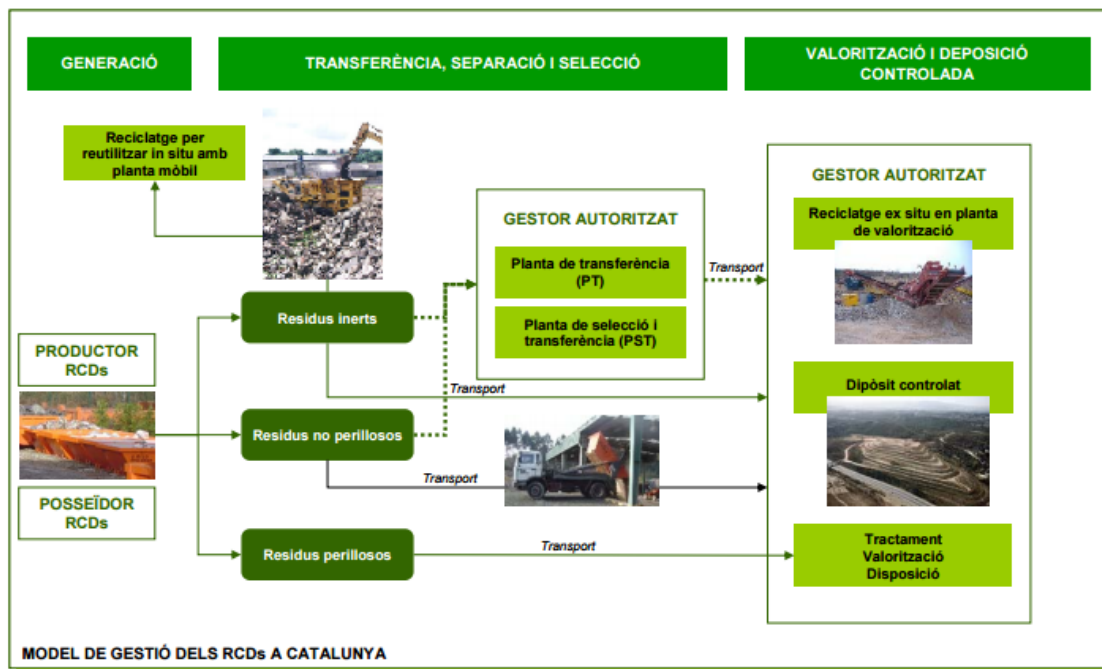 GENERACIÓ
TRANSFERÈNCIA, SEPARACIÓ I SELECCIÓ
VALORITZACIÓ I DEPOSICIÓ
CONTROLADA
Reciclatge per
reutilitzar in situ amb
planta mòbil
GESTOR AUTORITZAT
Planta de transferència
(PT)
Planta de selecció i
transferència (PST)
Transport
GESTOR AUTORITZAT
Reciclatge ex situ en planta
de valorització
Residus inerts
PRODUCTOR
RCDs
Transport
Dipòsit controlat
Residus no perillosos
Transport
POSSEÏDOR
RCDs
Residus perillosos
Transport
Tractament
Valorització
Disposició
MODEL DE GESTIÓ DELS RCDs A CATALUNYA